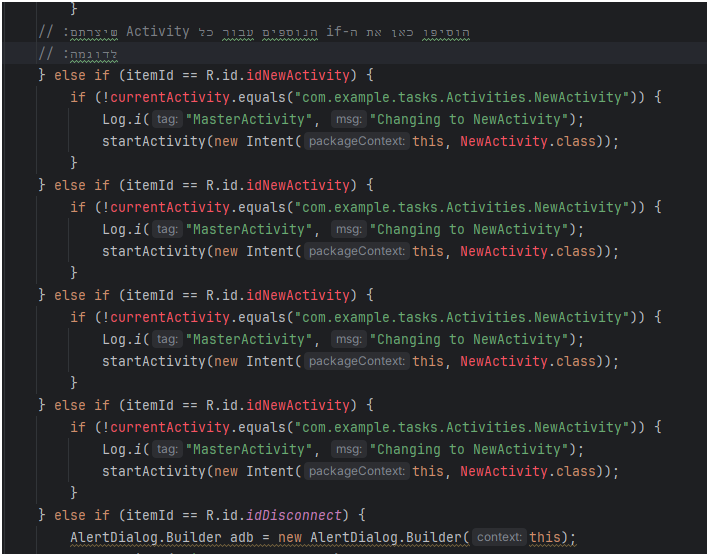 }
// הוסיפו כאן את ה-if הנוספים עבור כל Activity שיצרתם:
// לדוגמה:
} else if (itemId == R.id.idNewActivity) {
if (!currentActivity.equals("com.example.tasks.Activities.NewActivity")) {
Log.i( tag: "MasterActivity", msg: "Changing to NewActivity");
startActivity(new Intent( packageContext: this, NewActivity.class));
}
} else if (itemId == R.id.idNewActivity) {
if (!currentActivity.equals("com.example.tasks.Activities.NewActivity")) {
Log.i( tag: "MasterActivity", msg: "Changing to NewActivity");
startActivity(new Intent( packageContext: this, NewActivity.class));
}
} else if (itemId == R.id.idNewActivity) {
if (!currentActivity.equals("com.example.tasks.Activities.NewActivity")) {
Log.i( tag: "MasterActivity", msg: "Changing to NewActivity");
startActivity(new Intent( packageContext: this, NewActivity.class));
}
} else if (itemId == R.id.idNewActivity) {
if (!currentActivity.equals("com.example.tasks.Activities.NewActivity")) {
Log.i( tag: "MasterActivity", msg: "Changing to NewActivity");
startActivity(new Intent( packageContext: this, NewActivity.class));
}
} else if (itemId == R.id.idDisconnect) {
AlertDialog.Builder adb = new AlertDialog.Builder( context: this);